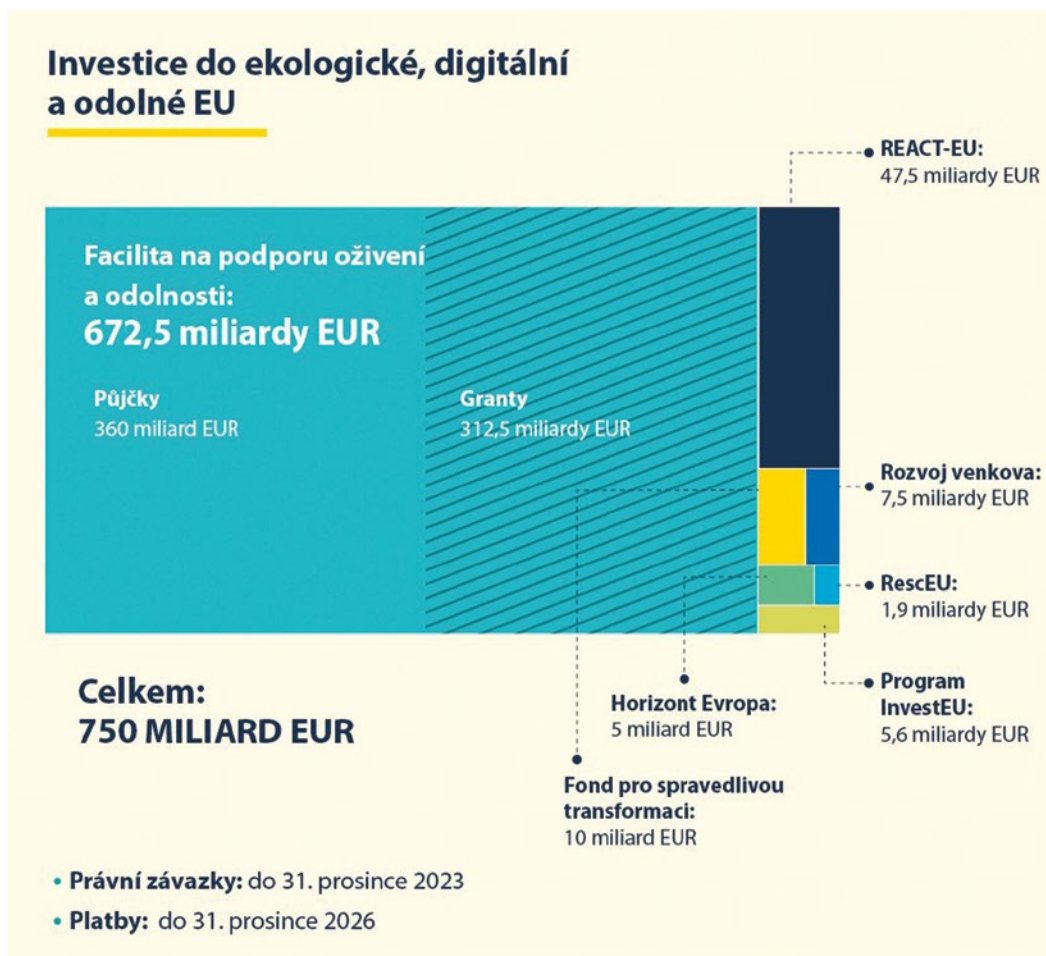 Investice do ekologické, digitální
a odolné EU
REACT-EU:
47,5 miliardy EUR
Facilita na podporu oživení
a odolnosti:
672,5 miliardy EUR
Půjčky
360 miliard EUR
Granty
312,5 miliardy EUR
Rozvoj venkova:
7,5 miliardy EUR
RescEU:
1,9 miliardy EUR
Program
InvestEU:
5,6 miliardy EUR
Horizont Evropa:
5 miliard EUR
Fond pro spravedlivou
transformaci:
10 miliard EUR
Celkem:
750 MILIARD EUR
• Právní závazky: do 31. prosince 2023
• Platby: do 31. prosince 2026